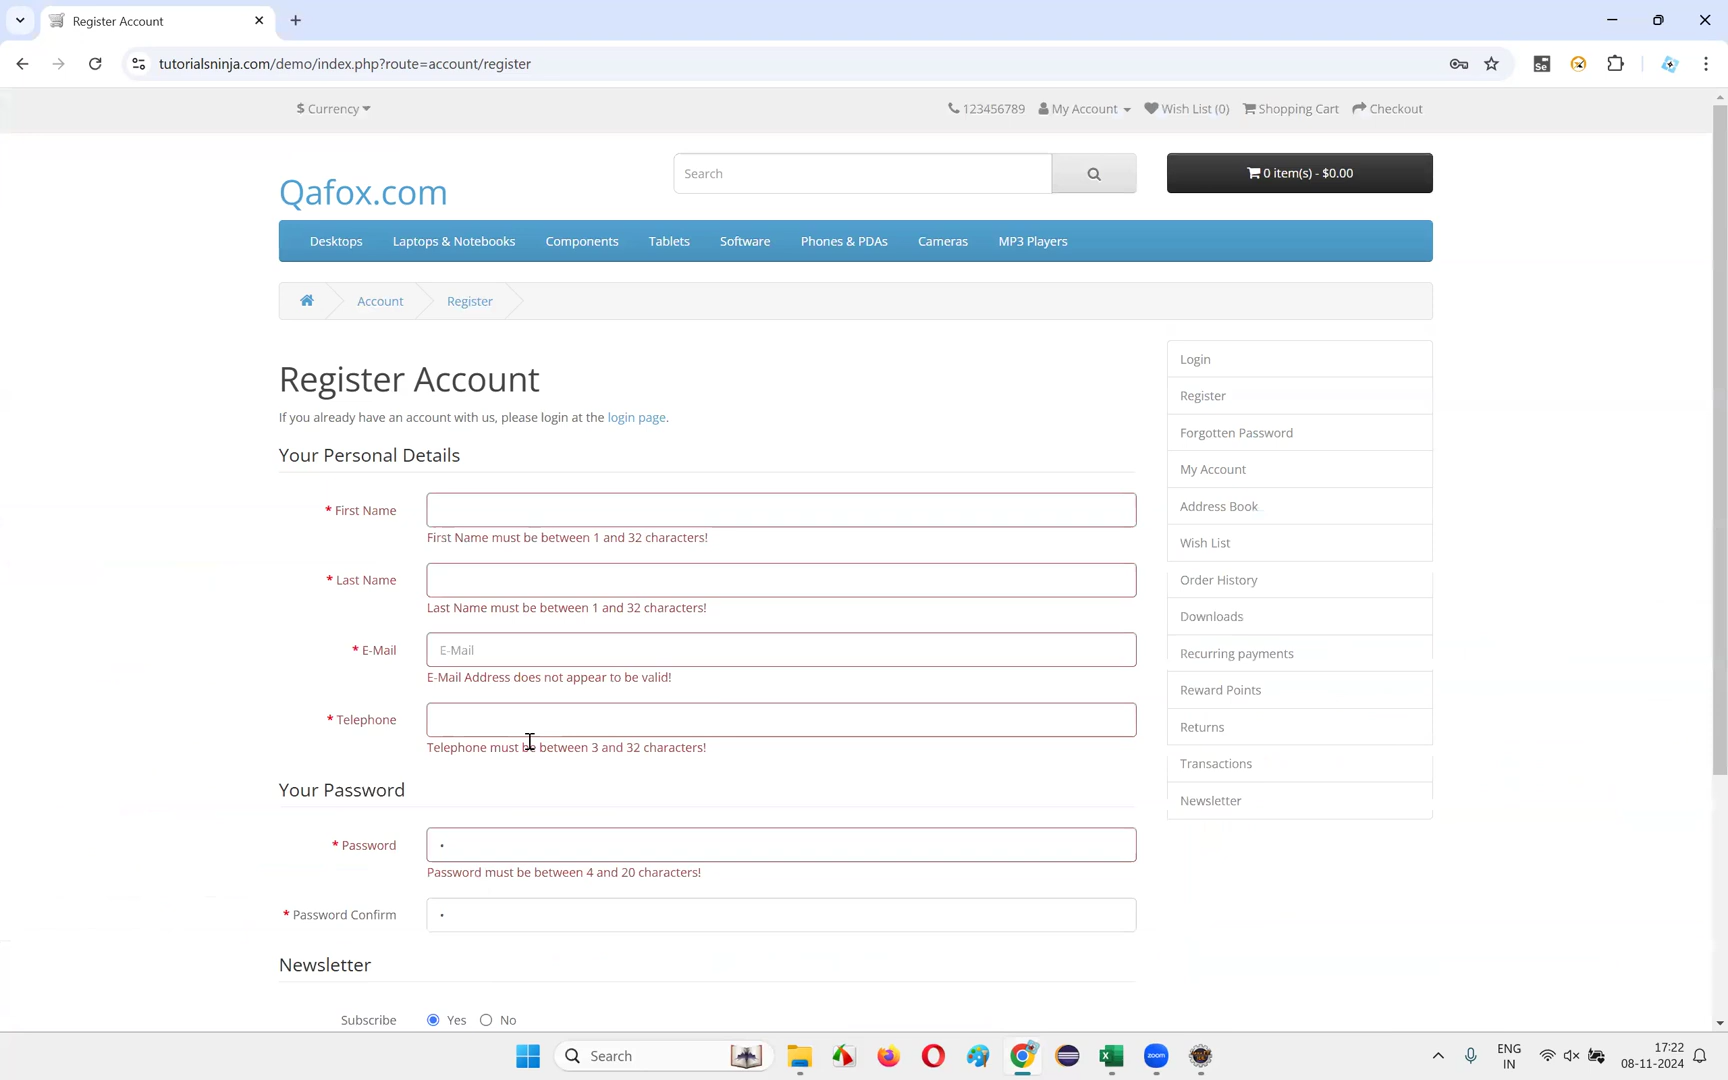 Register Account
tutorialsninja.com/demo/index.php?route=account/register
$ Currency
123456789 My Account Wish List (0) Shopping Cart Checkout
Qafox.com
Search
0 item(s) - $0.00
Desktops Laptops & Notebooks Components Tablets Software Phones & PDAs Cameras MP3 Players
Account Register
Register Account
If you already have an account with us, please login at the login page.
Your Personal Details
* First Name
First Name must be between 1 and 32 characters!
* Last Name
Last Name must be between 1 and 32 characters!
* E-Mail E-Mail
E-Mail Address does not appear to be valid!
* Telephone
Telephone must be between 3 and 32 characters!
Your Password
* Password
Password must be between 4 and 20 characters!
* Password Confirm
Newsletter
Subscribe Yes No
Login
Register
Forgotten Password
My Account
Address Book
Wish List
Order History
Downloads
Recurring payments
Reward Points
Returns
Transactions
Newsletter
Search
Se
zoom
ENG
IN
17:22
08-11-2024